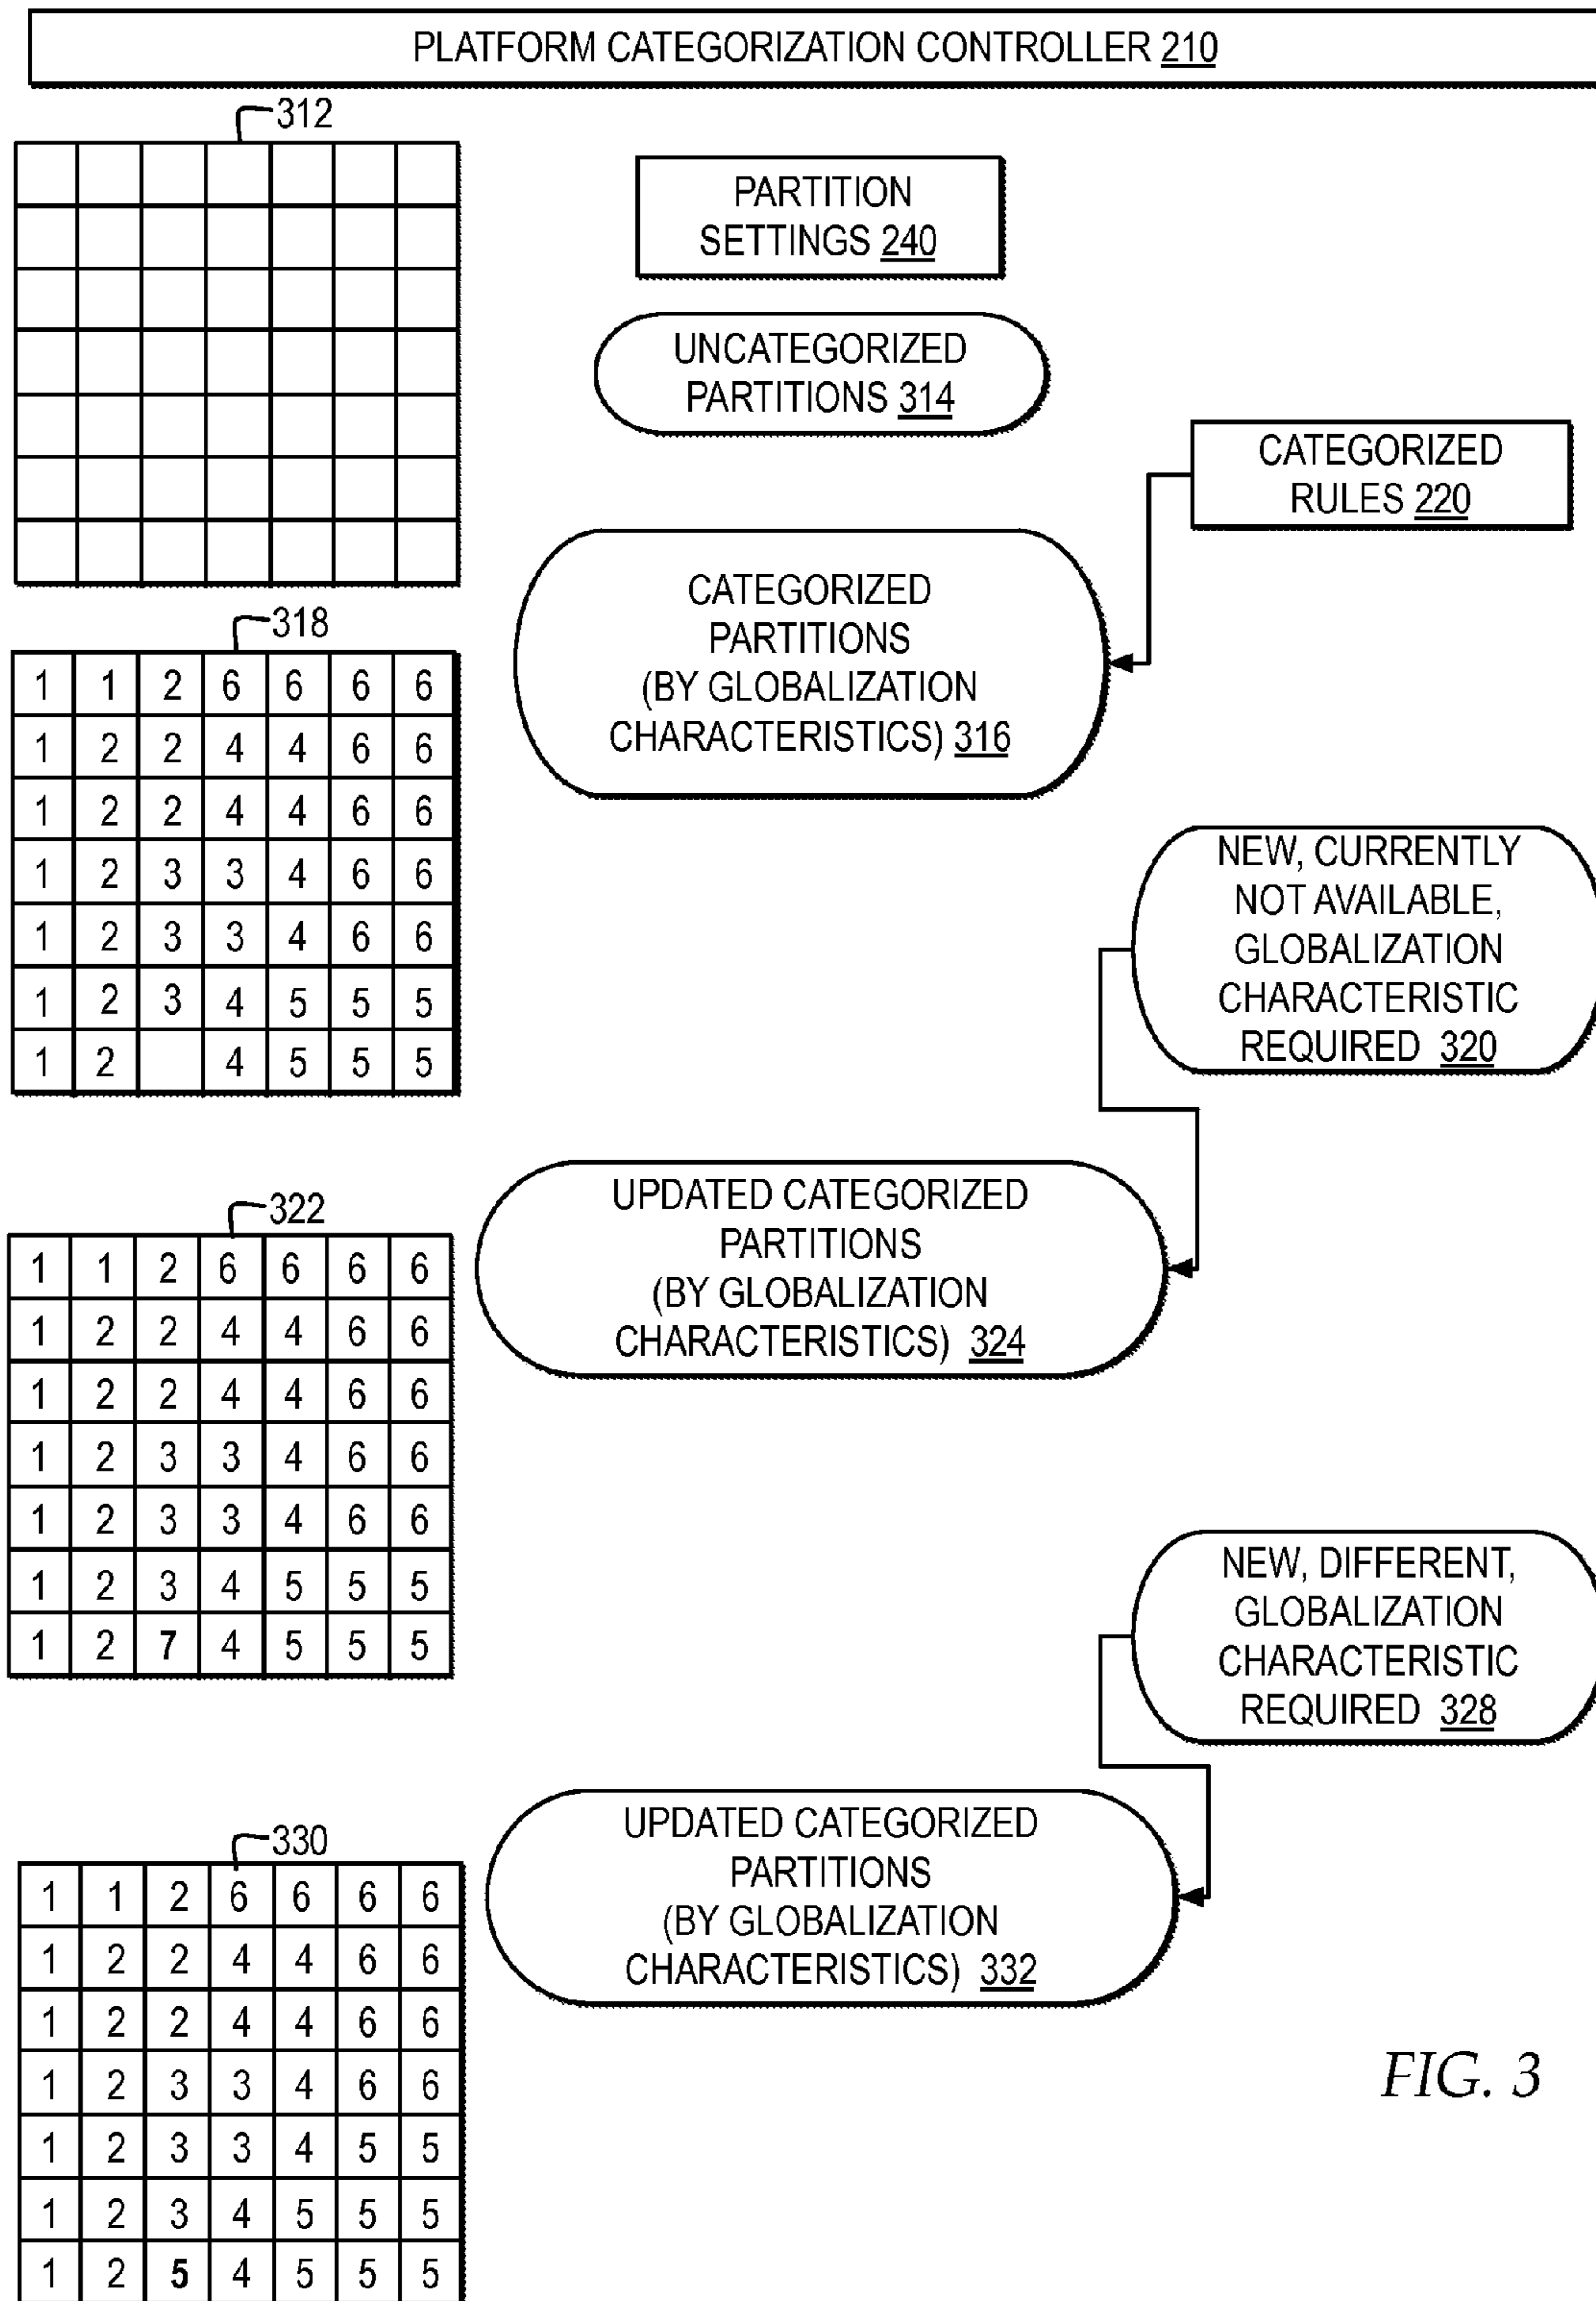 PLATFORM CATEGORIZATION CONTROLLER 210
312
PARTITION
SETTINGS 240
UNCATEGORIZED
PARTITIONS 314
CATEGORIZED
RULES 220
CATEGORIZED
PARTITIONS
(BY GLOBALIZATION
CHARACTERISTICS) 316
318
1 1 2 6 6 6 6
1 2 2 4 4 6 6
1 2 2 4 4 6 6
1 2 3 3 4 6 6
1 2 3 3 4 6 6
1 2 3 4 5 5 5
1 2 4 5 5 5
NEW, CURRENTLY
NOT AVAILABLE,
GLOBALIZATION
CHARACTERISTIC
REQUIRED 320
UPDATED CATEGORIZED
PARTITIONS
(BY GLOBALIZATION
CHARACTERISTICS) 324
322
1 1 2 6 6 6 6
1 2 2 4 4 6 6
1 2 2 4 4 6 6
1 2 3 3 4 6 6
1 2 3 3 4 6 6
1 2 3 4 5 5 5
1 2 7 4 5 5 5
NEW, DIFFERENT,
GLOBALIZATION
CHARACTERISTIC
REQUIRED 328
UPDATED CATEGORIZED
PARTITIONS
(BY GLOBALIZATION
CHARACTERISTICS) 332
330
1 1 2 6 6 6 6
1 2 2 4 4 6 6
1 2 2 4 4 6 6
1 2 3 3 4 6 6
1 2 3 3 4 5 5
1 2 3 4 5 5 5
1 2 5 4 5 5 5
FIG. 3